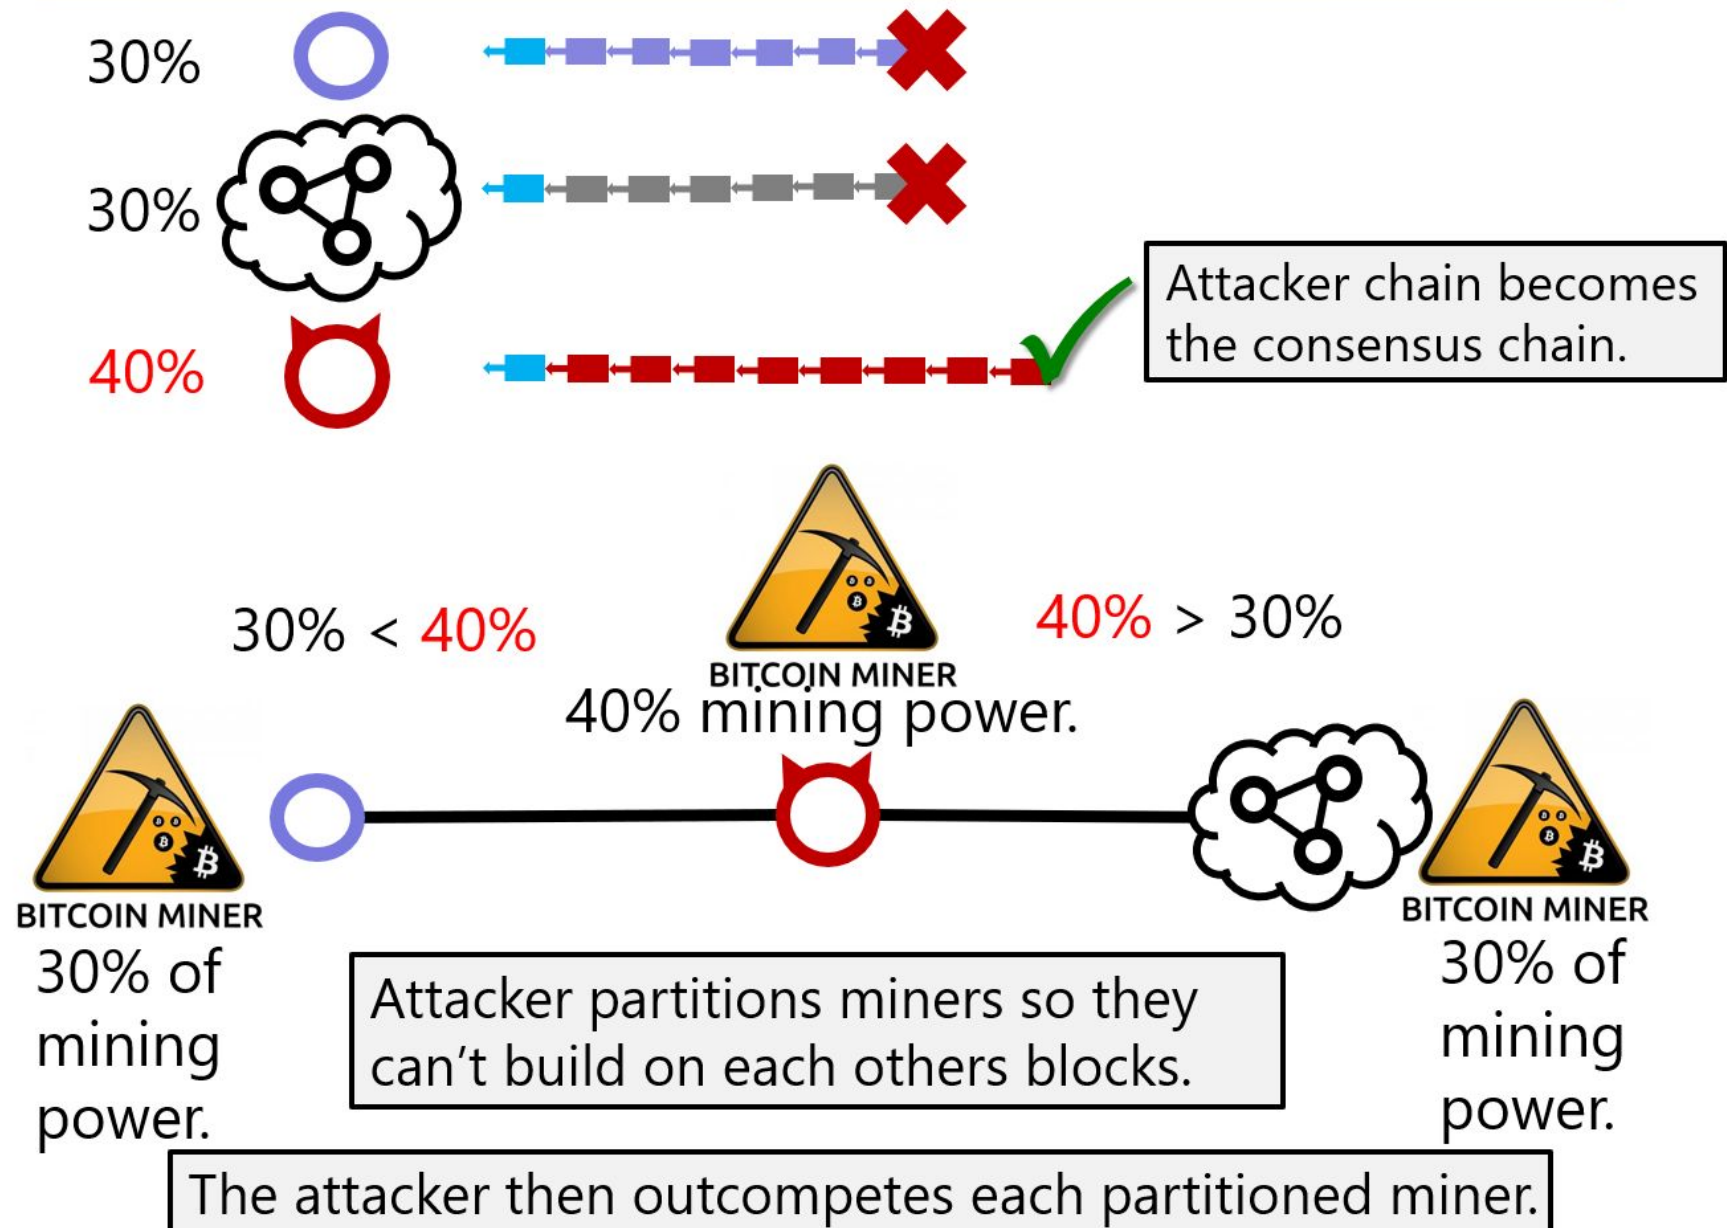 30%
30%
Attacker chain becomes
the consensus chain.
40%
30% < 40%
40% > 30%
BITCOIN MINER
40% mining power.
BITCOIN MINER
30% of
mining
power.
BITCOIN MINER
30% of
mining
power.
Attacker partitions miners so they
can't build on each others blocks.
The attacker then outcompetes each partitioned miner.